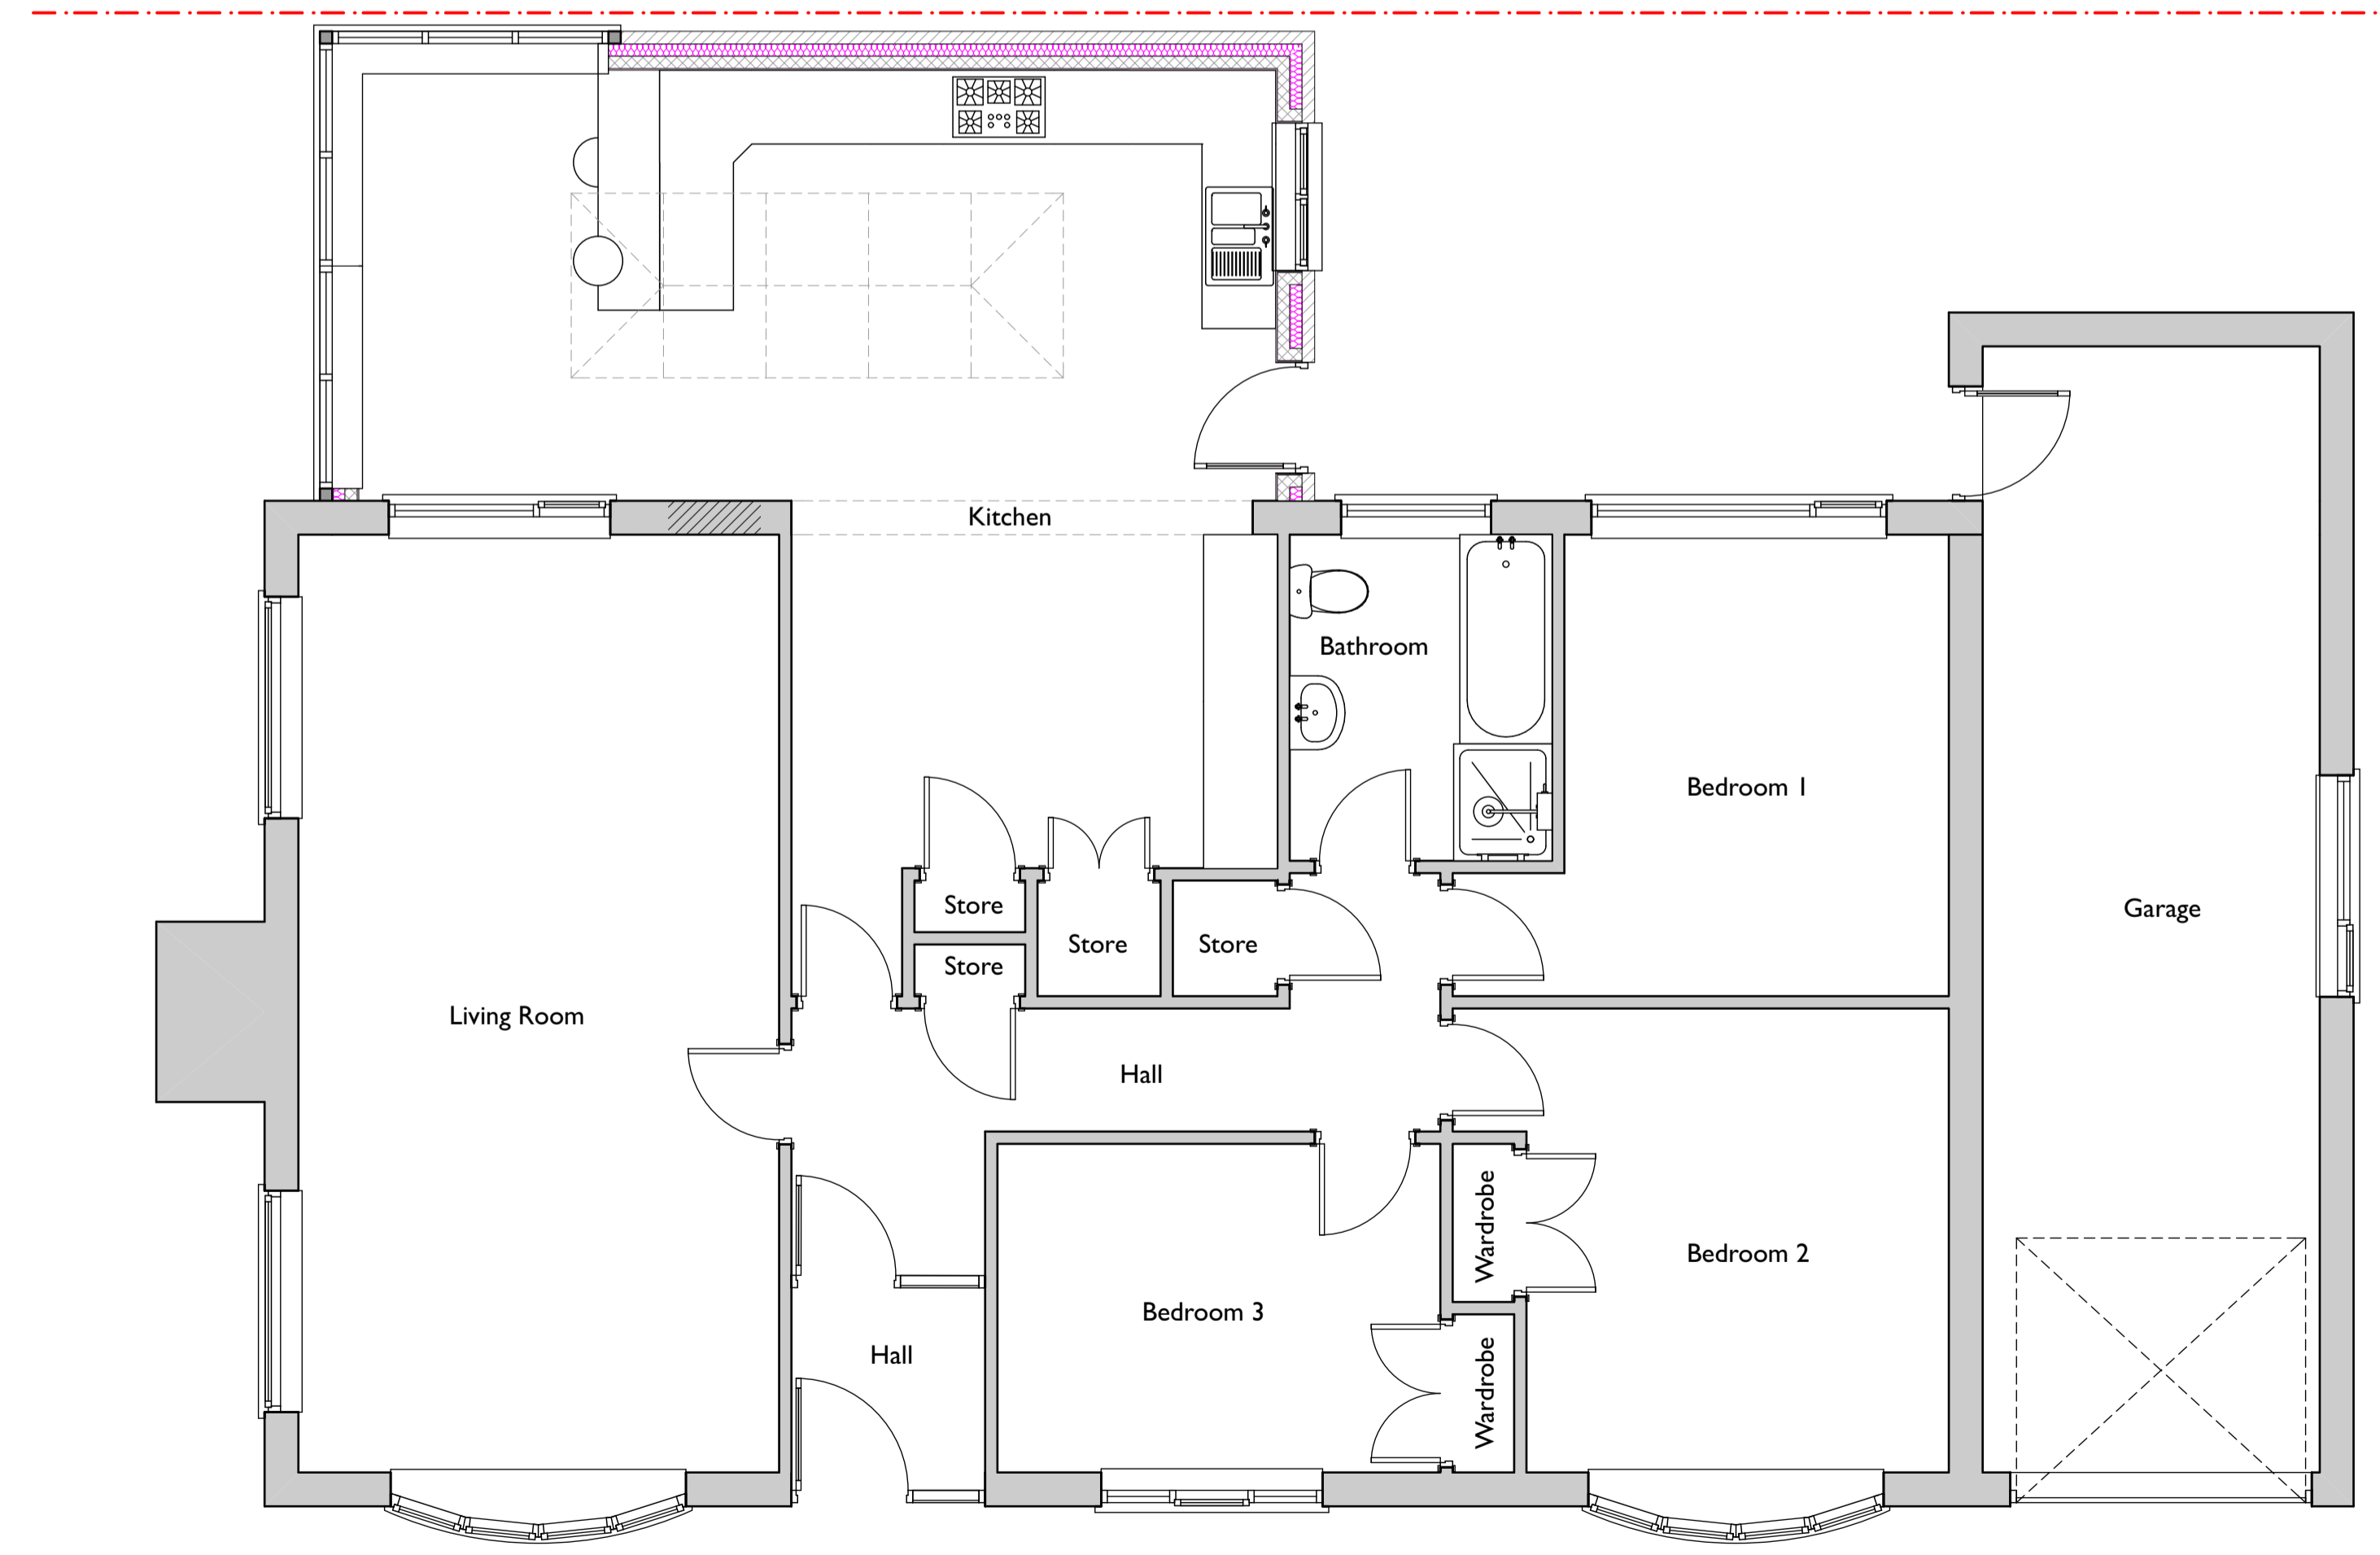 Kitchen
Bathroom
Bedroom 1
Store
Garage
Store
Store
Store
Living Room
Hall
Wardrobe
Bedroom 2
Bedroom 3
Hall
Wardrobe